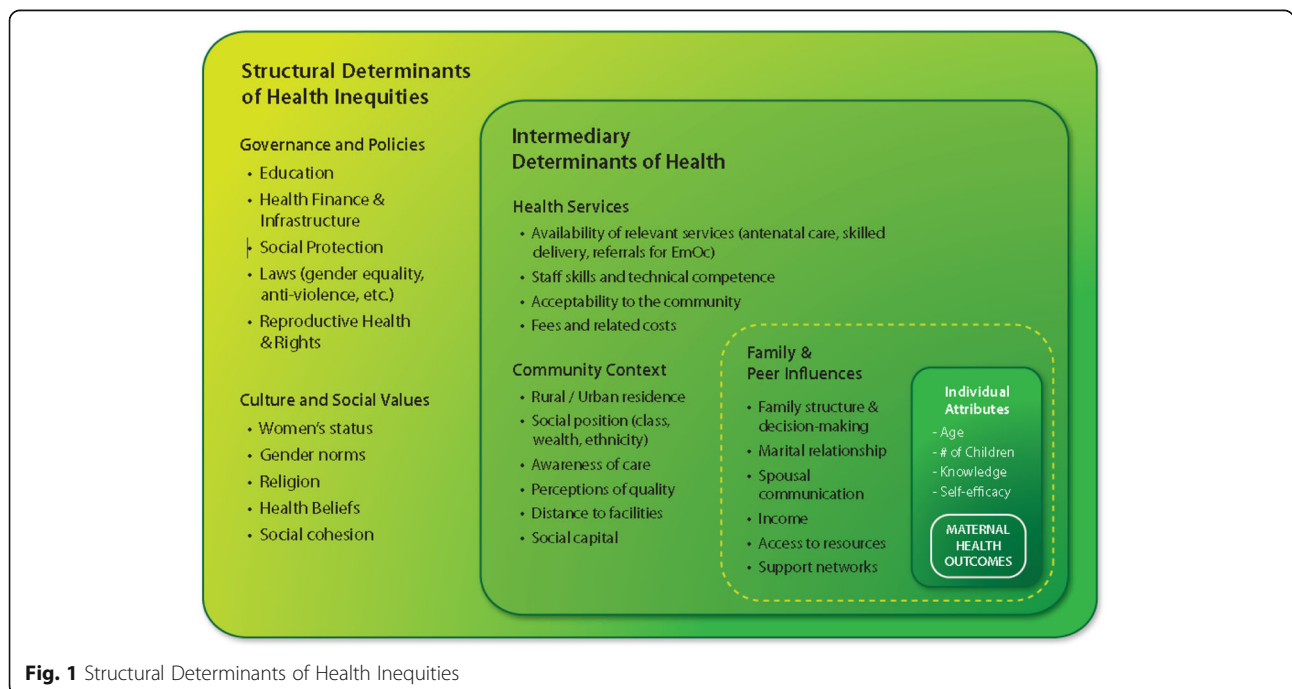 Structural Determinants
of Health Inequities
Governance and Policies
• Education
• Health Finance &
Infrastructure
• Social Protection
• Laws (gender equality,
anti-violence, etc.)
• Reproductive Health
& Rights
Culture and Social Values
• Women's status
• Gender norms
• Religion
• Health Beliefs
• Social cohesion
Intermediary
Determinants of Health
Health Services
• Availability of relevant services (antenatal care, skilled
delivery, referrals for EmOc)
• Staff skills and technical competence
• Acceptability to the community
• Fees and related costs
Community Context
• Rural / Urban residence
• Social position (class,
wealth, ethnicity)
• Awareness of care
• Perceptions of quality
• Distance to facilities
• Social capital
Family &
Peer Influences
• Family structure &
decision-making
• Marital relationship
• Spousal
communication
• Income
• Access to resources
• Support networks
Individual
Attributes
- Age
- # of Children
- Knowledge
- Self-efficacy
MATERNAL
HEALTH
OUTCOMES
Fig. 1 Structural Determinants of Health Inequities